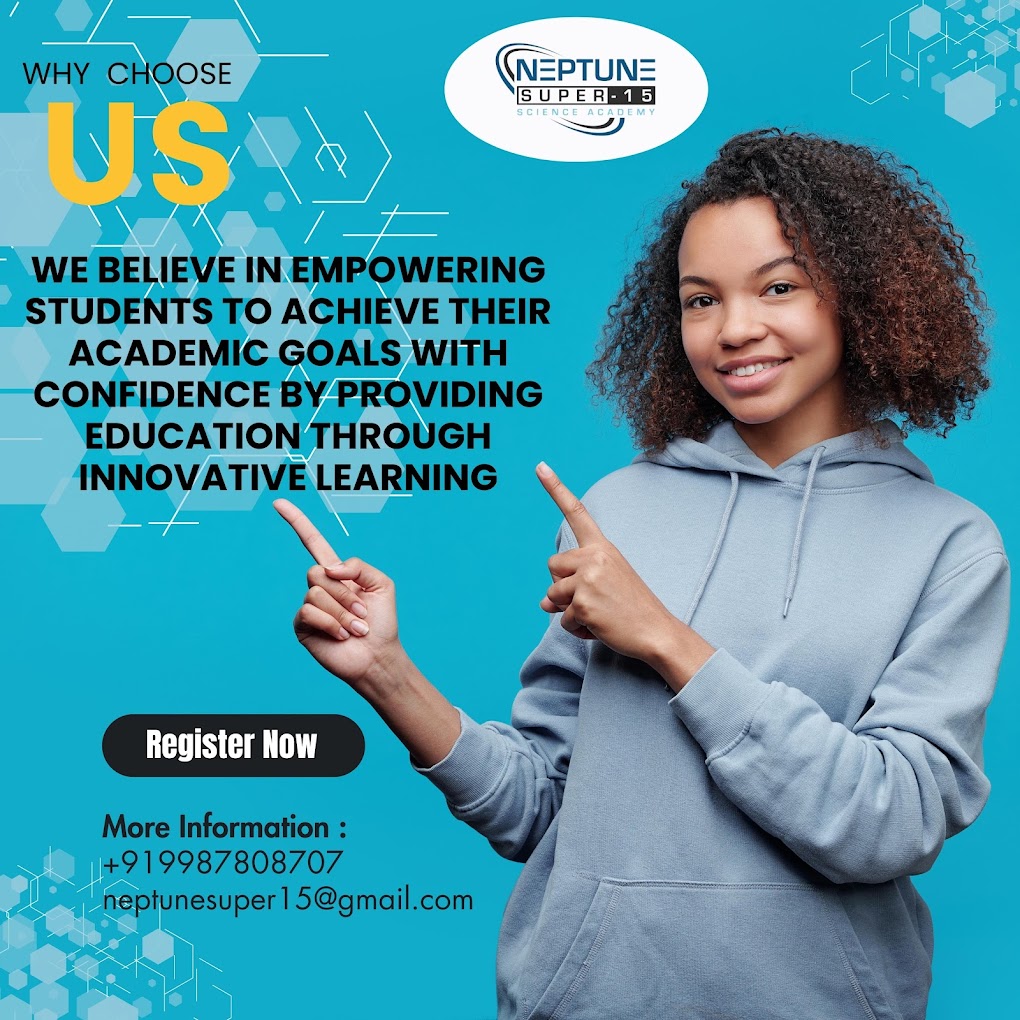 WHY CHOOSE
US
NEPTUNE
SUPER-15
SCIENCE ACADEMY
WE BELIEVE IN EMPOWERING
STUDENTS TO ACHIEVE THEIR
ACADEMIC GOALS WITH
CONFIDENCE BY PROVIDING
EDUCATION THROUGH
INNOVATIVE LEARNING
Register Now
More Information :
+919987808707
neptunesuper15@gmail.com